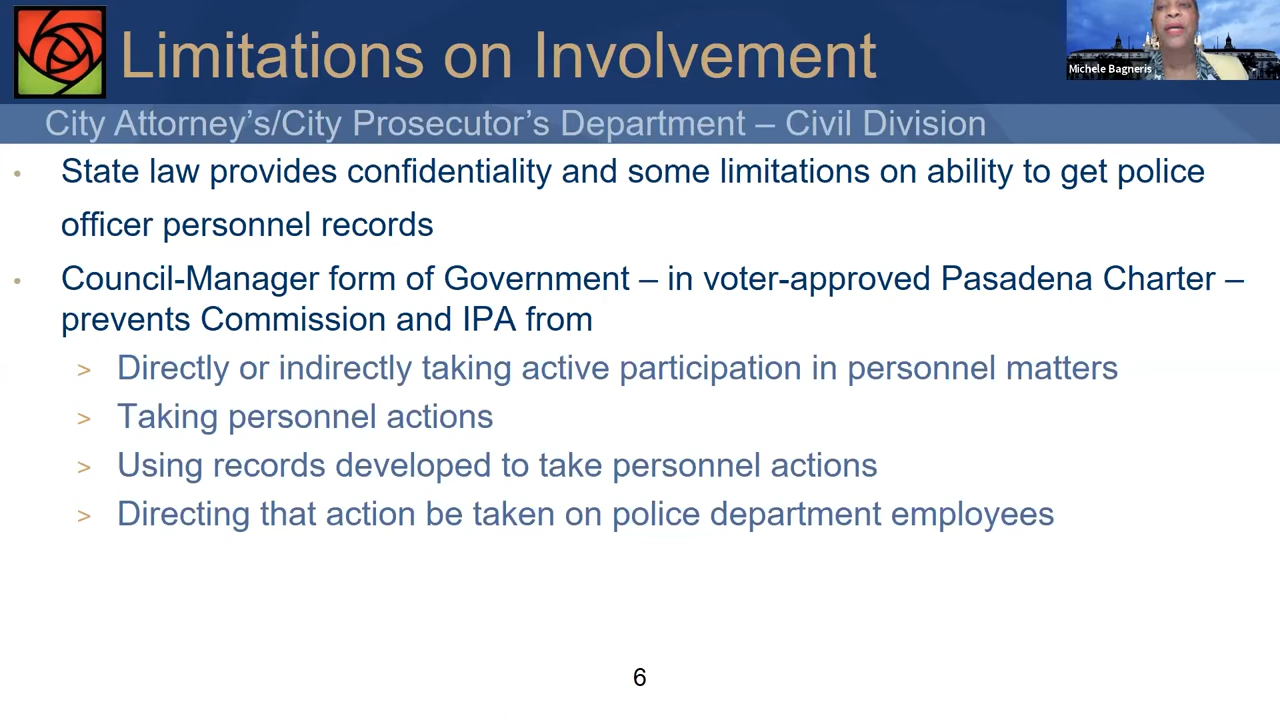 Limitations on Involvement
Michele Bagneris
City Attorney's/City Prosecutor's Department – Civil Division
• State law provides confidentiality and some limitations on ability to get police
officer personnel records
• Council-Manager form of Government – in voter-approved Pasadena Charter –
prevents Commission and IPA from
> Directly or indirectly taking active participation in personnel matters
> Taking personnel actions
> Using records developed to take personnel actions
> Directing that action be taken on police department employees
6